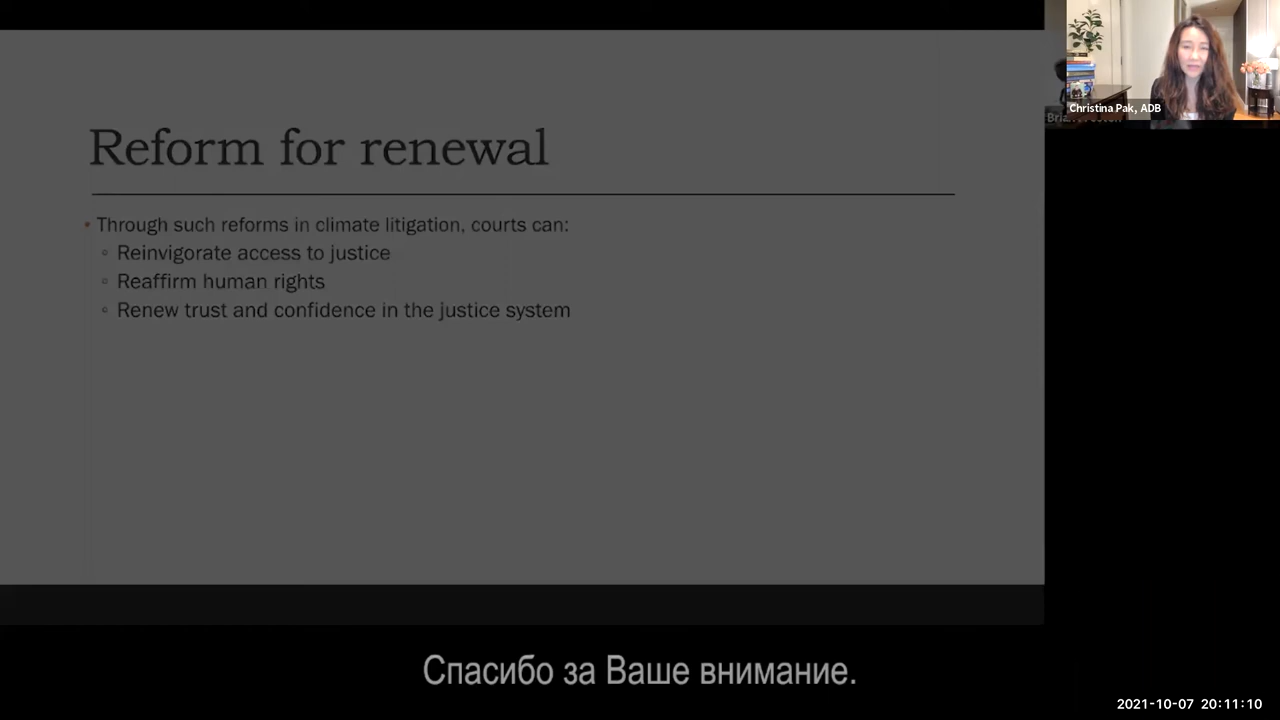 Christina Pak, ADB
Reform for renewal
• Through such reforms in climate litigation, courts can:
◦ Reinvigorate access to justice
◦ Reaffirm human rights
◦ Renew trust and confidence in the justice system
Спасибо за Ваше внимание.
2021-10-07 20:11:10